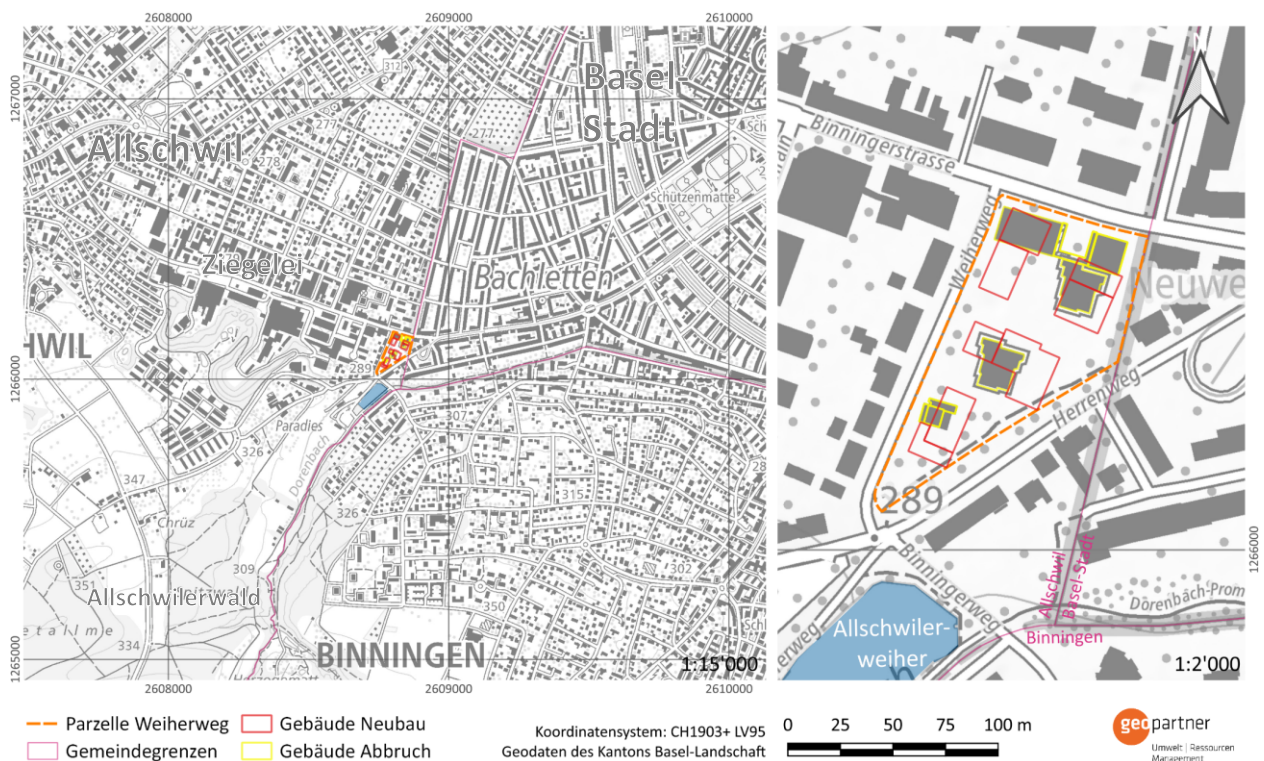 2608000
2609000
2610000
1267000
1266000
1265000
312
277
277
278
Basel-
Stadt
Allschwil
Schützenmatte
Ziegelei
Bachletten
HWIL
289
Paradies
307
326
Dorenbach
347
315
326
Chrüz
309
302
351
Allschwilerwald
350
334
BINNINGEN
1:15'000
2608000
2609000
2610000
Binningerstrasse
Weiherweg
Neuwe
Herrenweg
289
1266000
Binningerweg
Allschwil
Basel-Stadt
Dorenbach-Prom
Allschwiler-
weiher
Binningen
1:2'000
Parzelle Weiherweg
Gebäude Neubau
Gemeindegrenzen
Gebäude Abbruch
Koordinatensystem: CH1903+ LV95
Geodaten des Kantons Basel-Landschaft
0 25 50 75 100 m
geopartner
Umwelt | Ressourcen
Management